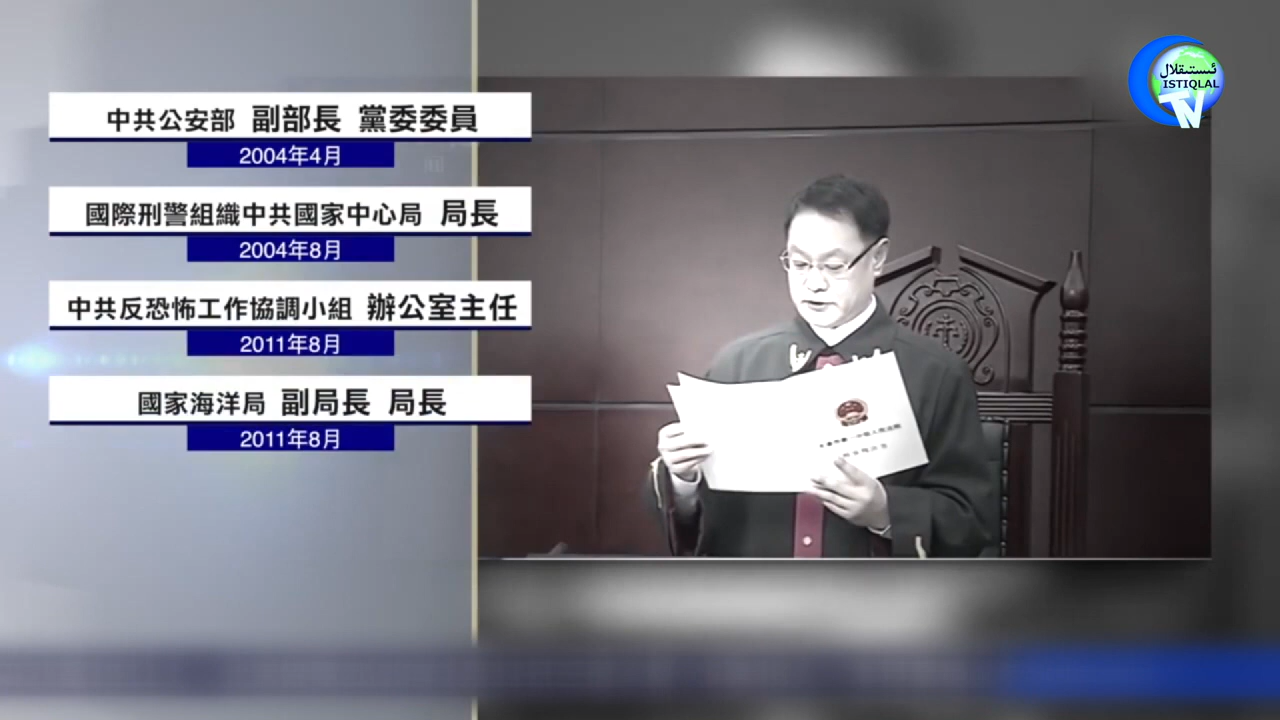 中共公安部 副部長 黨委委員
2004年4月
國際刑警組織中共國家中心局 局長
2004年8月
中共反恐怖工作協調小組 辦公室主任
2011年8月
國家海洋局 副局長 局長
2011年8月
ئستىقلال
ISTIQLAL
TV